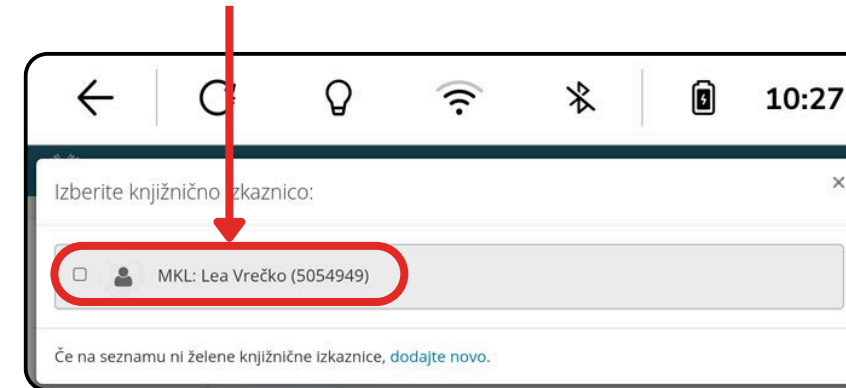 10:27
Izberite knjižnično izkaznico:
MKL: Lea Vrečko (5054949)
Če na seznamu ni želene knjižnične izkaznice, dodajte novo.